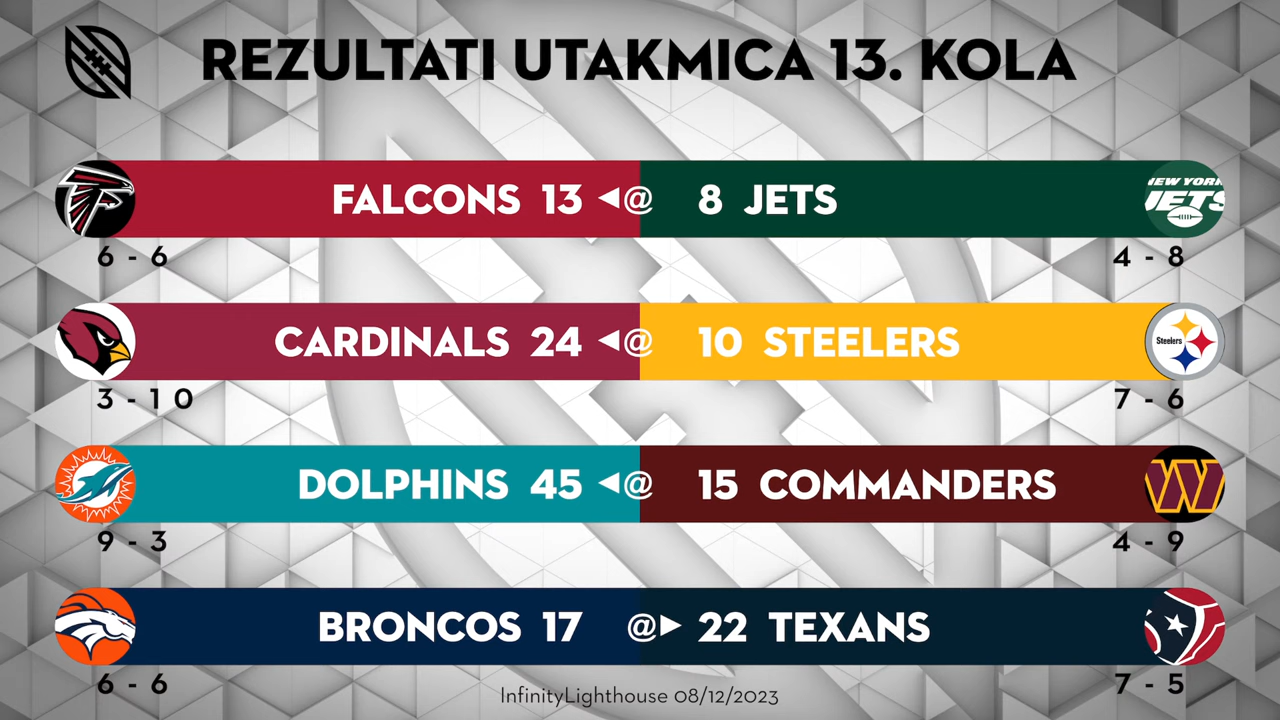 REZULTATI UTAKMICA 13. KOLA
FALCONS 13 ◄@ 8 JETS
NEW YORK
JETS
6 - 6 4 - 8
CARDINALS 24 ◄@ 10 STEELERS
Steelers
3 - 10 7 - 6
DOLPHINS 45 ◄@ 15 COMMANDERS
W
9 - 3 4 - 9
BRONCOS 17 @► 22 TEXANS
6 - 6 7 - 5
InfinityLighthouse 08/12/2023